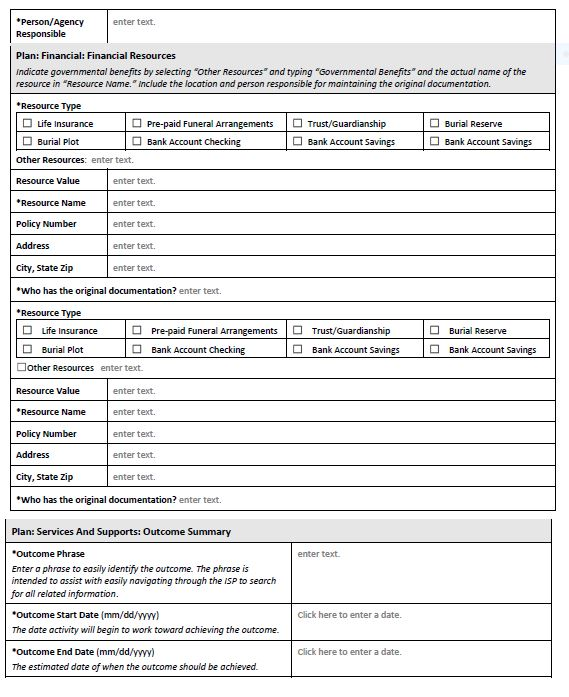 *Person/Agency enter text.
Responsible
Plan: Financial: Financial Resources
Indicate governmental benefits by selecting “Other Resources” and typing “Governmental Benefits” and the actual name of the
resource in “Resource Name.” Include the location and person responsible for maintaining the original documentation.
*Resource Type
☐ Life Insurance ☐ Pre-paid Funeral Arrangements ☐ Trust/Guardianship ☐ Burial Reserve
☐ Burial Plot ☐ Bank Account Checking ☐ Bank Account Savings ☐ Bank Account Savings
Other Resources: enter text.
Resource Value enter text.
*Resource Name enter text.
Policy Number enter text.
Address enter text.
City, State Zip enter text.
*Who has the original documentation? enter text.
*Resource Type
☐ Life Insurance ☐ Pre-paid Funeral Arrangements ☐ Trust/Guardianship ☐ Burial Reserve
☐ Burial Plot ☐ Bank Account Checking ☐ Bank Account Savings ☐ Bank Account Savings
☐Other Resources enter text.
Resource Value enter text.
*Resource Name enter text.
Policy Number enter text.
Address enter text.
City, State Zip enter text.
*Who has the original documentation? enter text.
Plan: Services And Supports: Outcome Summary
*Outcome Phrase enter text.
Enter a phrase to easily identify the outcome. The phrase is
intended to assist with easily navigating through the ISP to search
for all related information.
*Outcome Start Date (mm/dd/yyyy) Click here to enter a date.
The date activity will begin to work toward achieving the outcome.
*Outcome End Date (mm/dd/yyyy) Click here to enter a date.
The estimated date of when the outcome should be achieved.